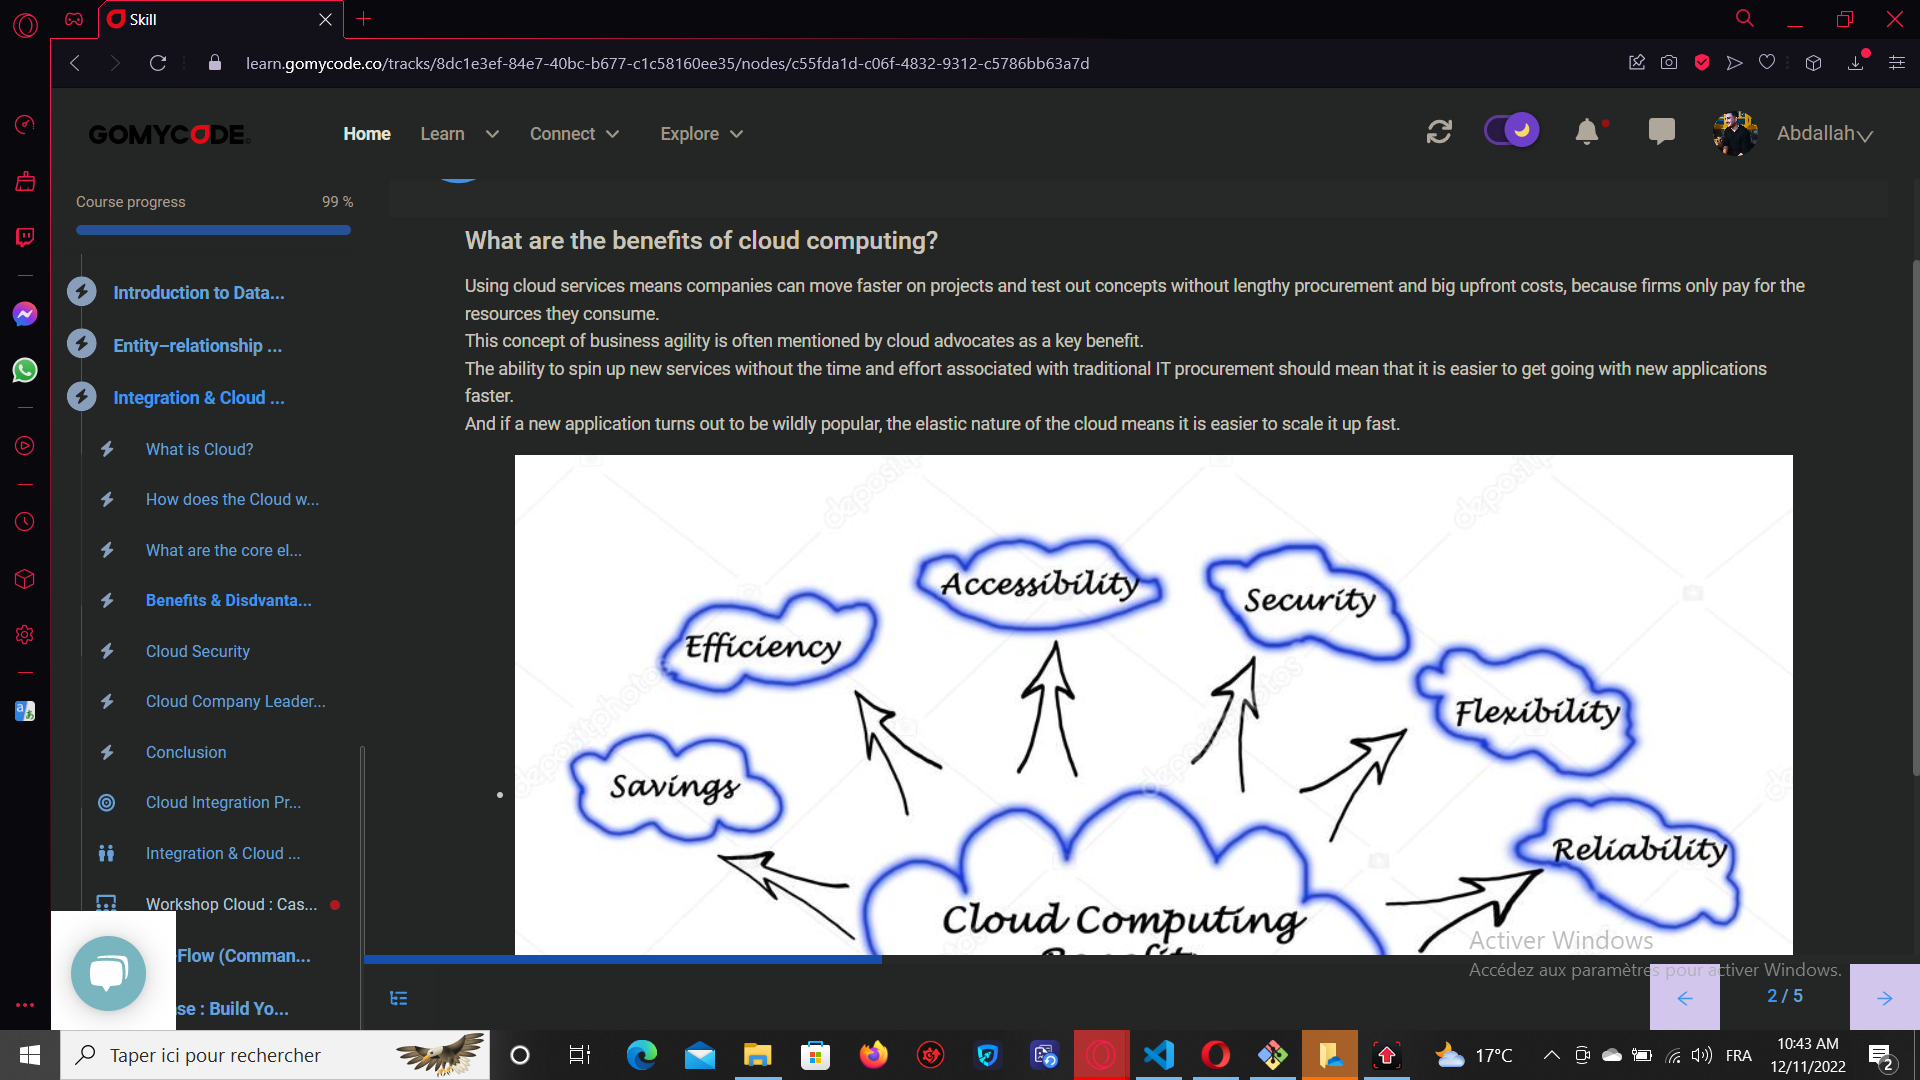 Skill
learn.gomycode.co/tracks/8dc1e3ef-84e7-40bc-b677-c1c58160ee35/nodes/c55fda1d-c06f-4832-9312-c5786bb63a7d
GOMYCODE
Home
Learn
Connect
Explore
Abdallah
Course progress
99 %
Introduction to Data...
Entity–relationship ...
Integration & Cloud ...
What is Cloud?
How does the Cloud w...
What are the core el...
Benefits & Disdvanta...
Cloud Security
Cloud Company Leader...
Conclusion
Cloud Integration Pr...
Integration & Cloud ...
Workshop Cloud : Cas...
Flow (Comman...
se : Build Yo...
What are the benefits of cloud computing?
Using cloud services means companies can move faster on projects and test out concepts without lengthy procurement and big upfront costs, because firms only pay for the
resources they consume.
This concept of business agility is often mentioned by cloud advocates as a key benefit.
The ability to spin up new services without the time and effort associated with traditional IT procurement should mean that it is easier to get going with new applications
faster.
And if a new application turns out to be wildly popular, the elastic nature of the cloud means it is easier to scale it up fast.
Accessibility
Security
Efficiency
Flexibility
Savings
Reliability
Cloud Computing
Benefits
depositphotos
depositphotos
Activer Windows
Accédez aux paramètres pour activer Windows.
2 / 5
Taper ici pour rechercher
17°C
FRA
10:43 AM
12/11/2022
2